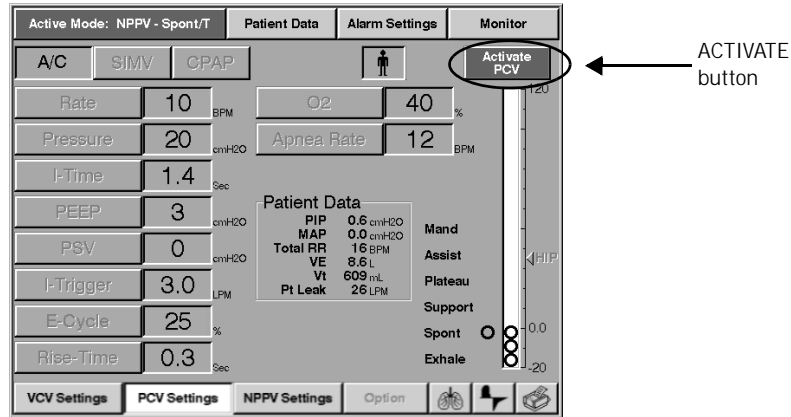 Active Mode: NPPV - Spont/T Patient Data Alarm Settings Monitor
A/C SIMV CPAP Activate PCV
ACTIVATE button
Rate 10 BPM O2 40 %
120
Pressure 20 cmH2O Apnea Rate 12 BPM
I-Time 1.4 Sec
PEEP 3 cmH2O
PSV 0 cmH2O
I-Trigger 3.0 LPM
E-Cycle 25 %
Rise-Time 0.3 Sec
Patient Data
PIP 0.6 cmH2O
MAP 0.0 cmH2O
Total RR 16 BPM
VE 8.6 L
Vt 609 mL
Pt Leak 26 LPM
Mand
Assist
HIP
Plateau
Support
Spont 0.0
Exhale -20
VCV Settings PCV Settings NPPV Settings Option